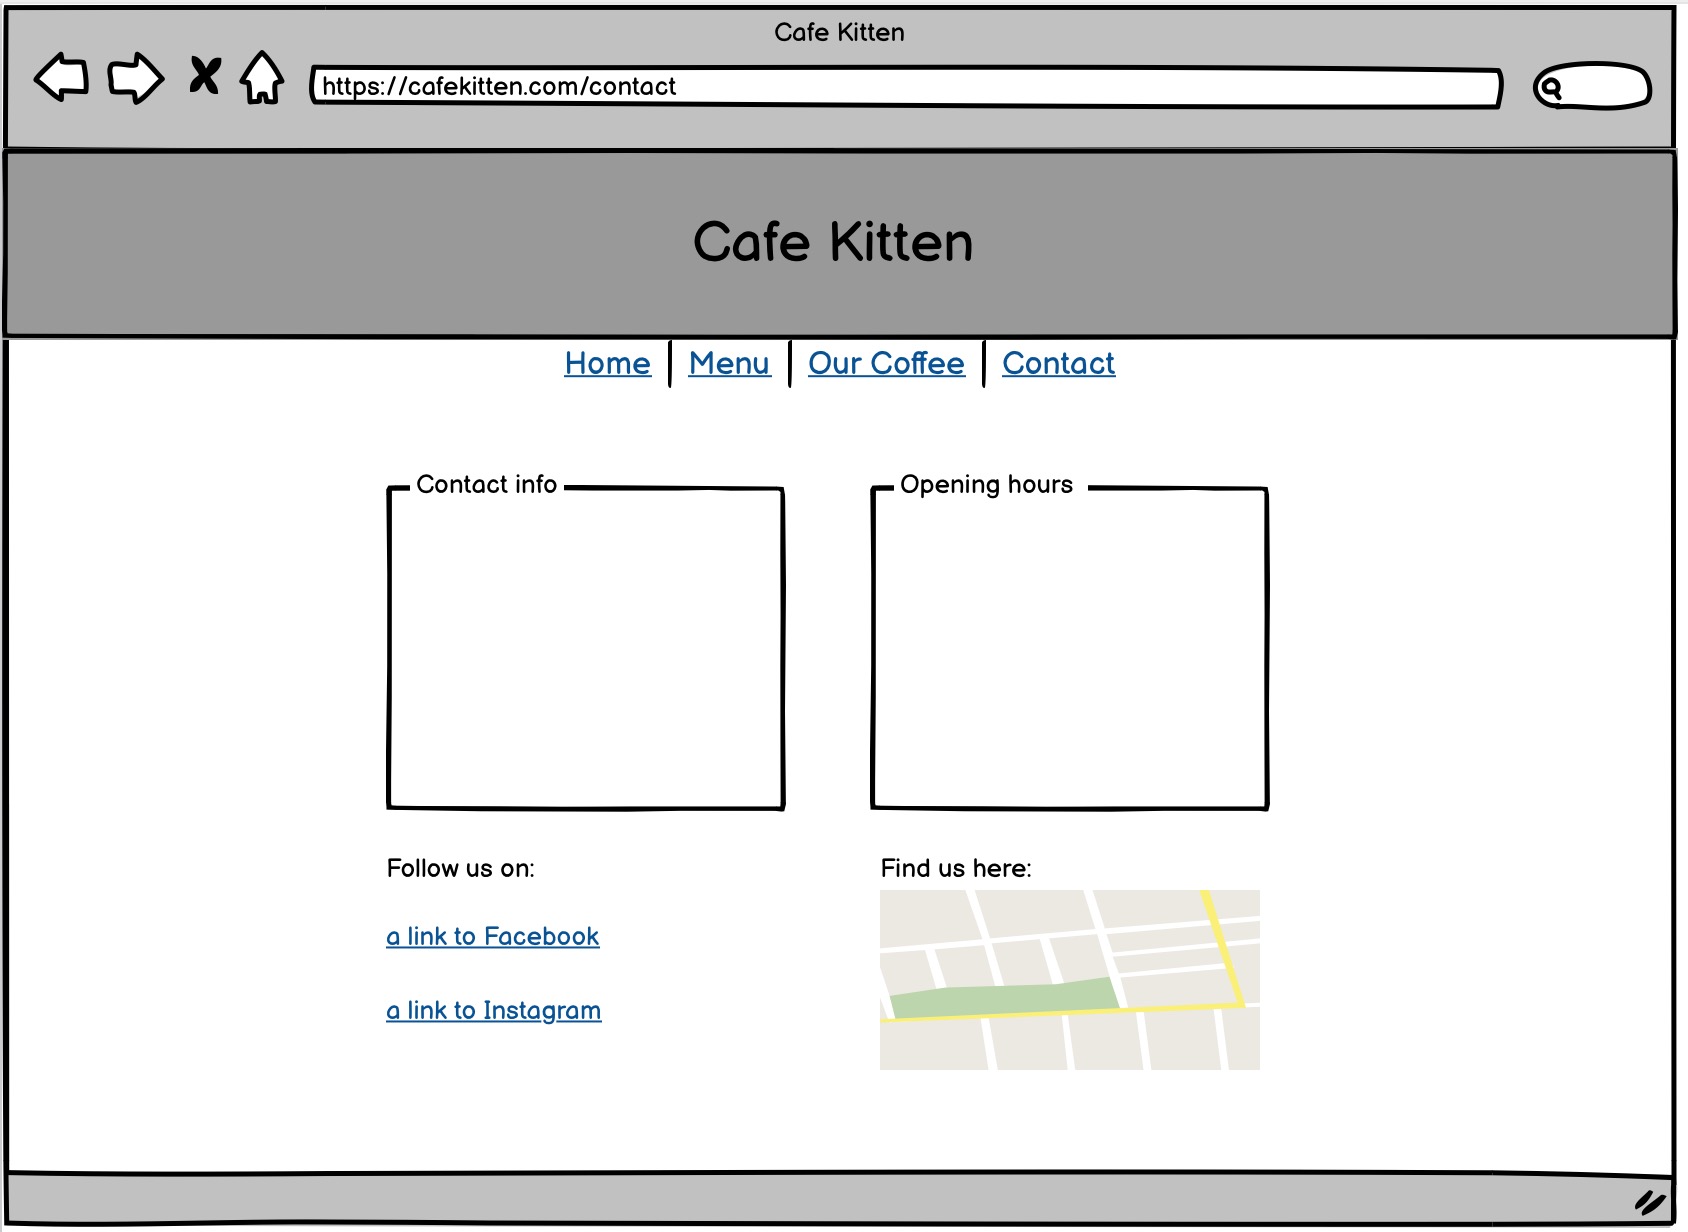 Cafe Kitten
https://cafekitten.com/contact
Cafe Kitten
Home Menu Our Coffee Contact
Contact info
Opening hours
Follow us on:
a link to Facebook
a link to Instagram
Find us here: